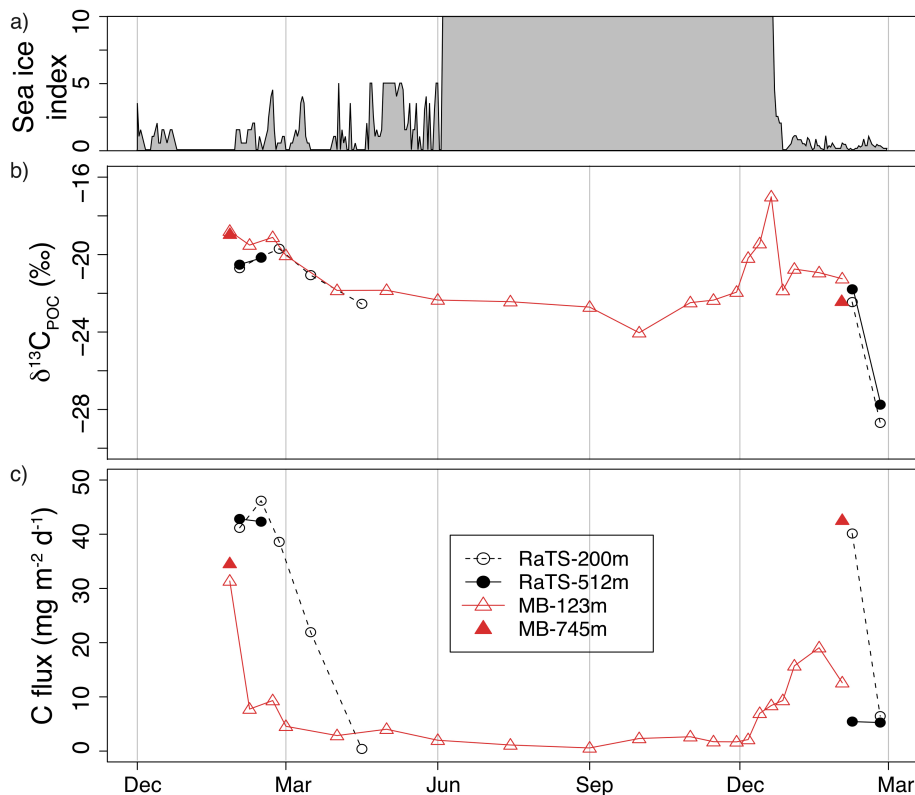 a)
Sea ice
index
10
5
0
b)
δ¹³C_POC (‰)
−16
−20
−24
−28
c)
C flux (mg m⁻² d⁻¹)
50
40
30
20
10
0
RaTS-200m
RaTS-512m
MB-123m
MB-745m
Dec
Mar
Jun
Sep
Dec
Mar